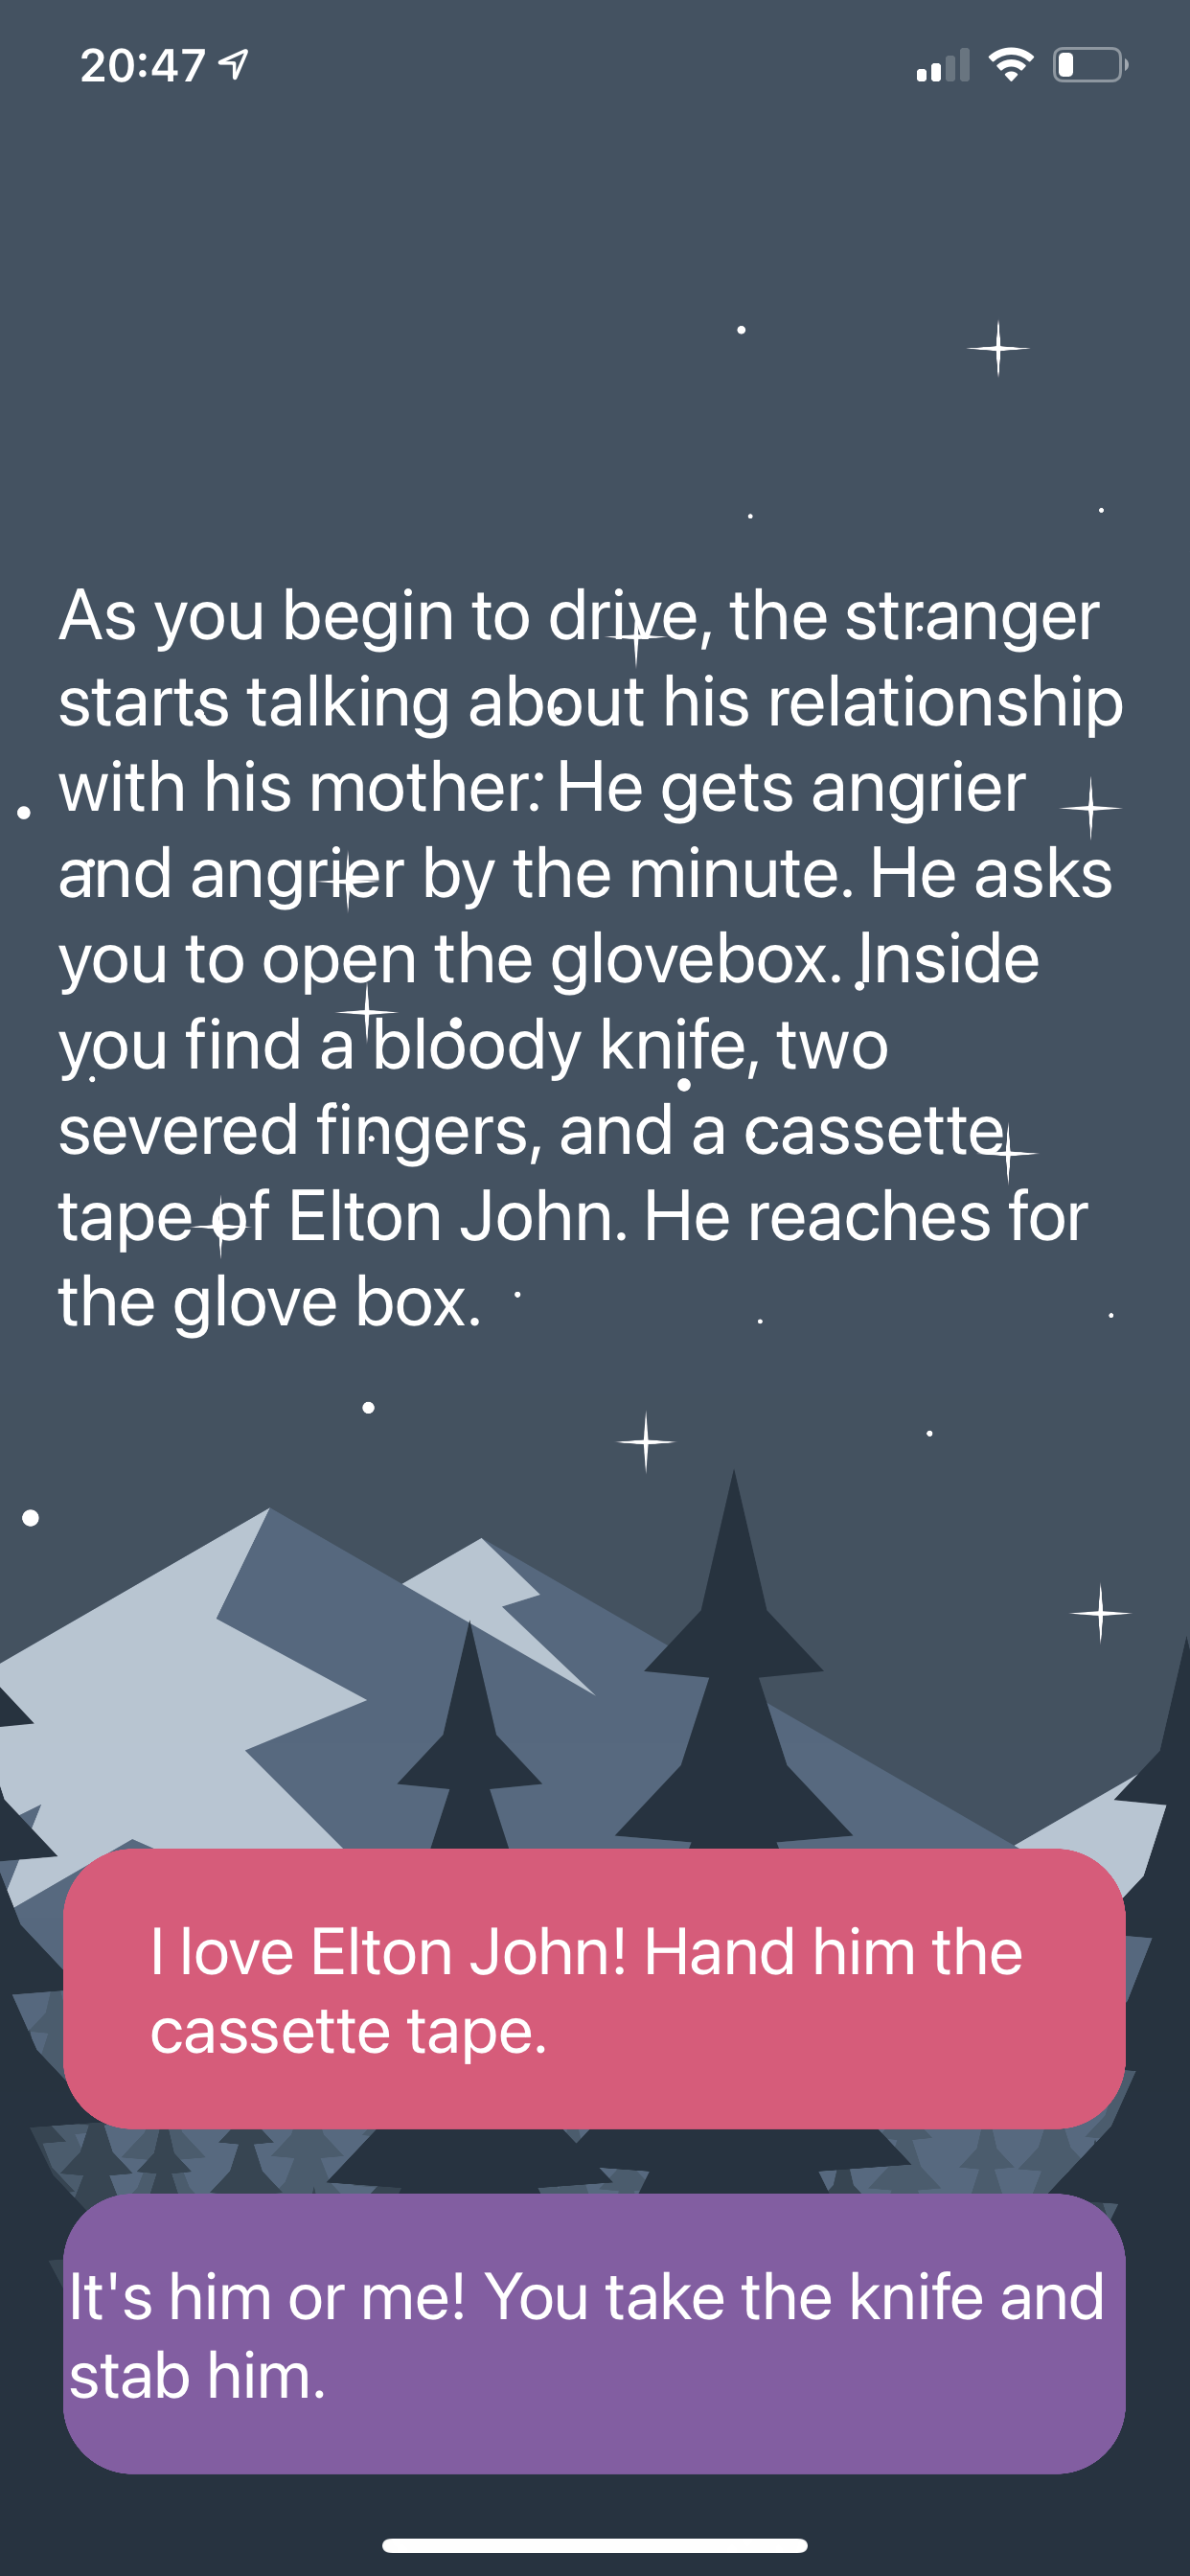 20:47
As you begin to drive, the stranger
starts talking about his relationship
with his mother. He gets angrier
and angrier by the minute. He asks
you to open the glovebox. Inside
you find a bloody knife, two
severed fingers, and a cassette
tape of Elton John. He reaches for
the glove box.
I love Elton John! Hand him the
cassette tape.
It's him or me! You take the knife and
stab him.